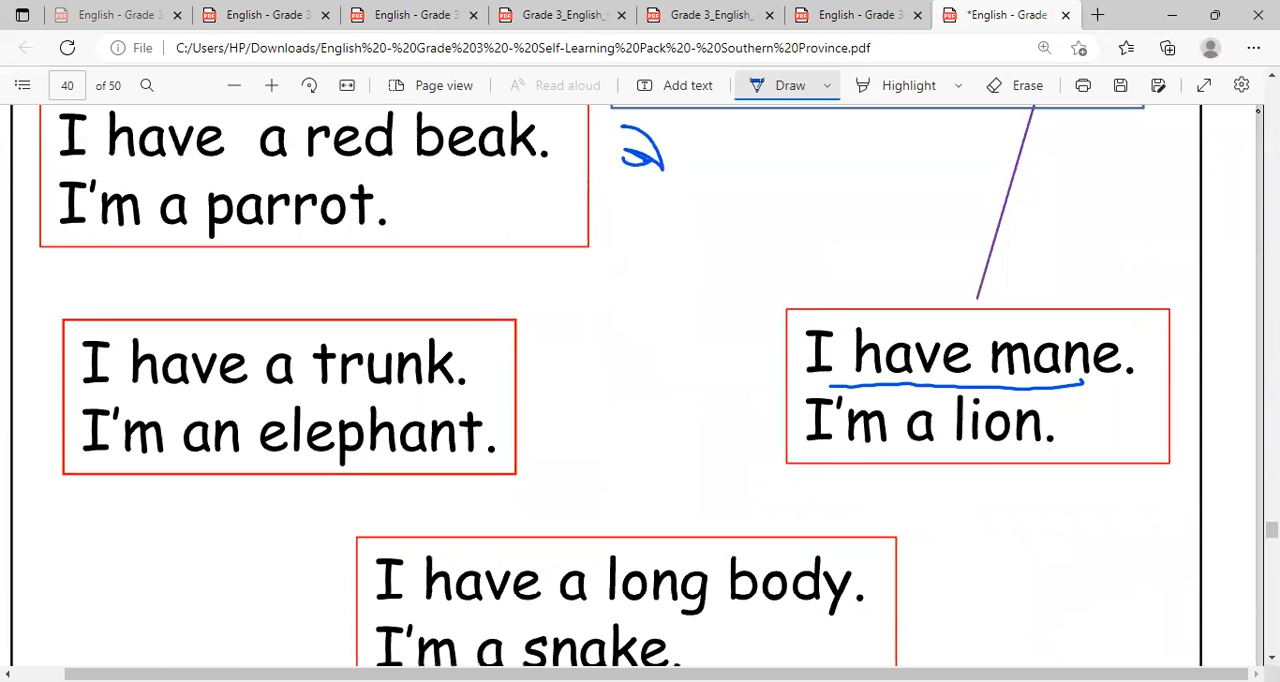 English - Grade 3
English - Grade 3
English - Grade 3
Grade 3_English_
Grade 3_English_
English - Grade 3
*English - Grade
File
C:/Users/HP/Downloads/English%20-%20Grade%203%20%20Self-Learning%20Pack%20-%20Southern%20Province.pdf
40 of 50
Page view
Read aloud
Add text
Draw
Highlight
Erase
I have a red beak.
I'm a parrot.
I have a trunk.
I'm an elephant.
I have mane.
I'm a lion.
I have a long body.
I'm a snake.